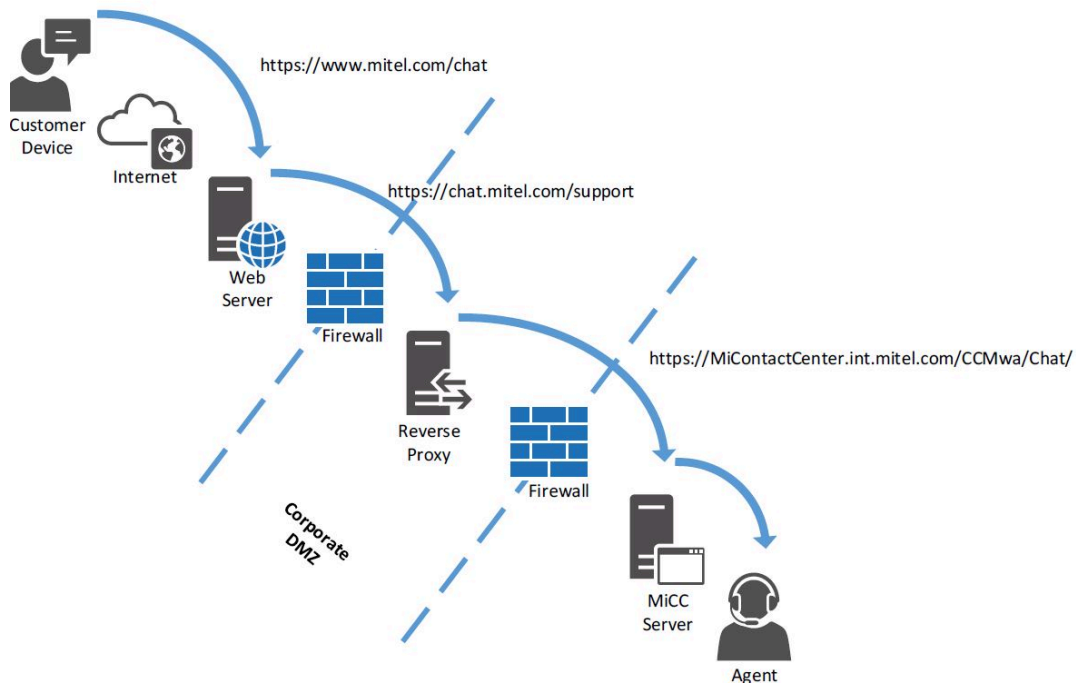 https://www.mitel.com/chat
Customer
Device
Internet
https://chat.mitel.com/support
Web
Server
Firewall
https://MiContactCenter.int.mitel.com/CCMwa/Chat/
Reverse
Proxy
Firewall
Corporate
DMZ
MiCC
Server
Agent